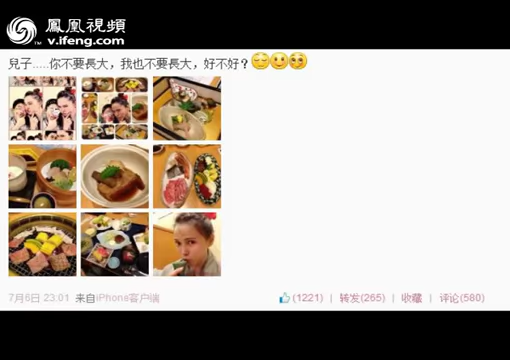 鳳凰視頻
v.ifeng.com
兒子.....你不要長大，我也不要長大，好不好？
7月6日 23:01 来自iPhone客户端 (1221) | 转发(265) | 收藏 | 评论(580)